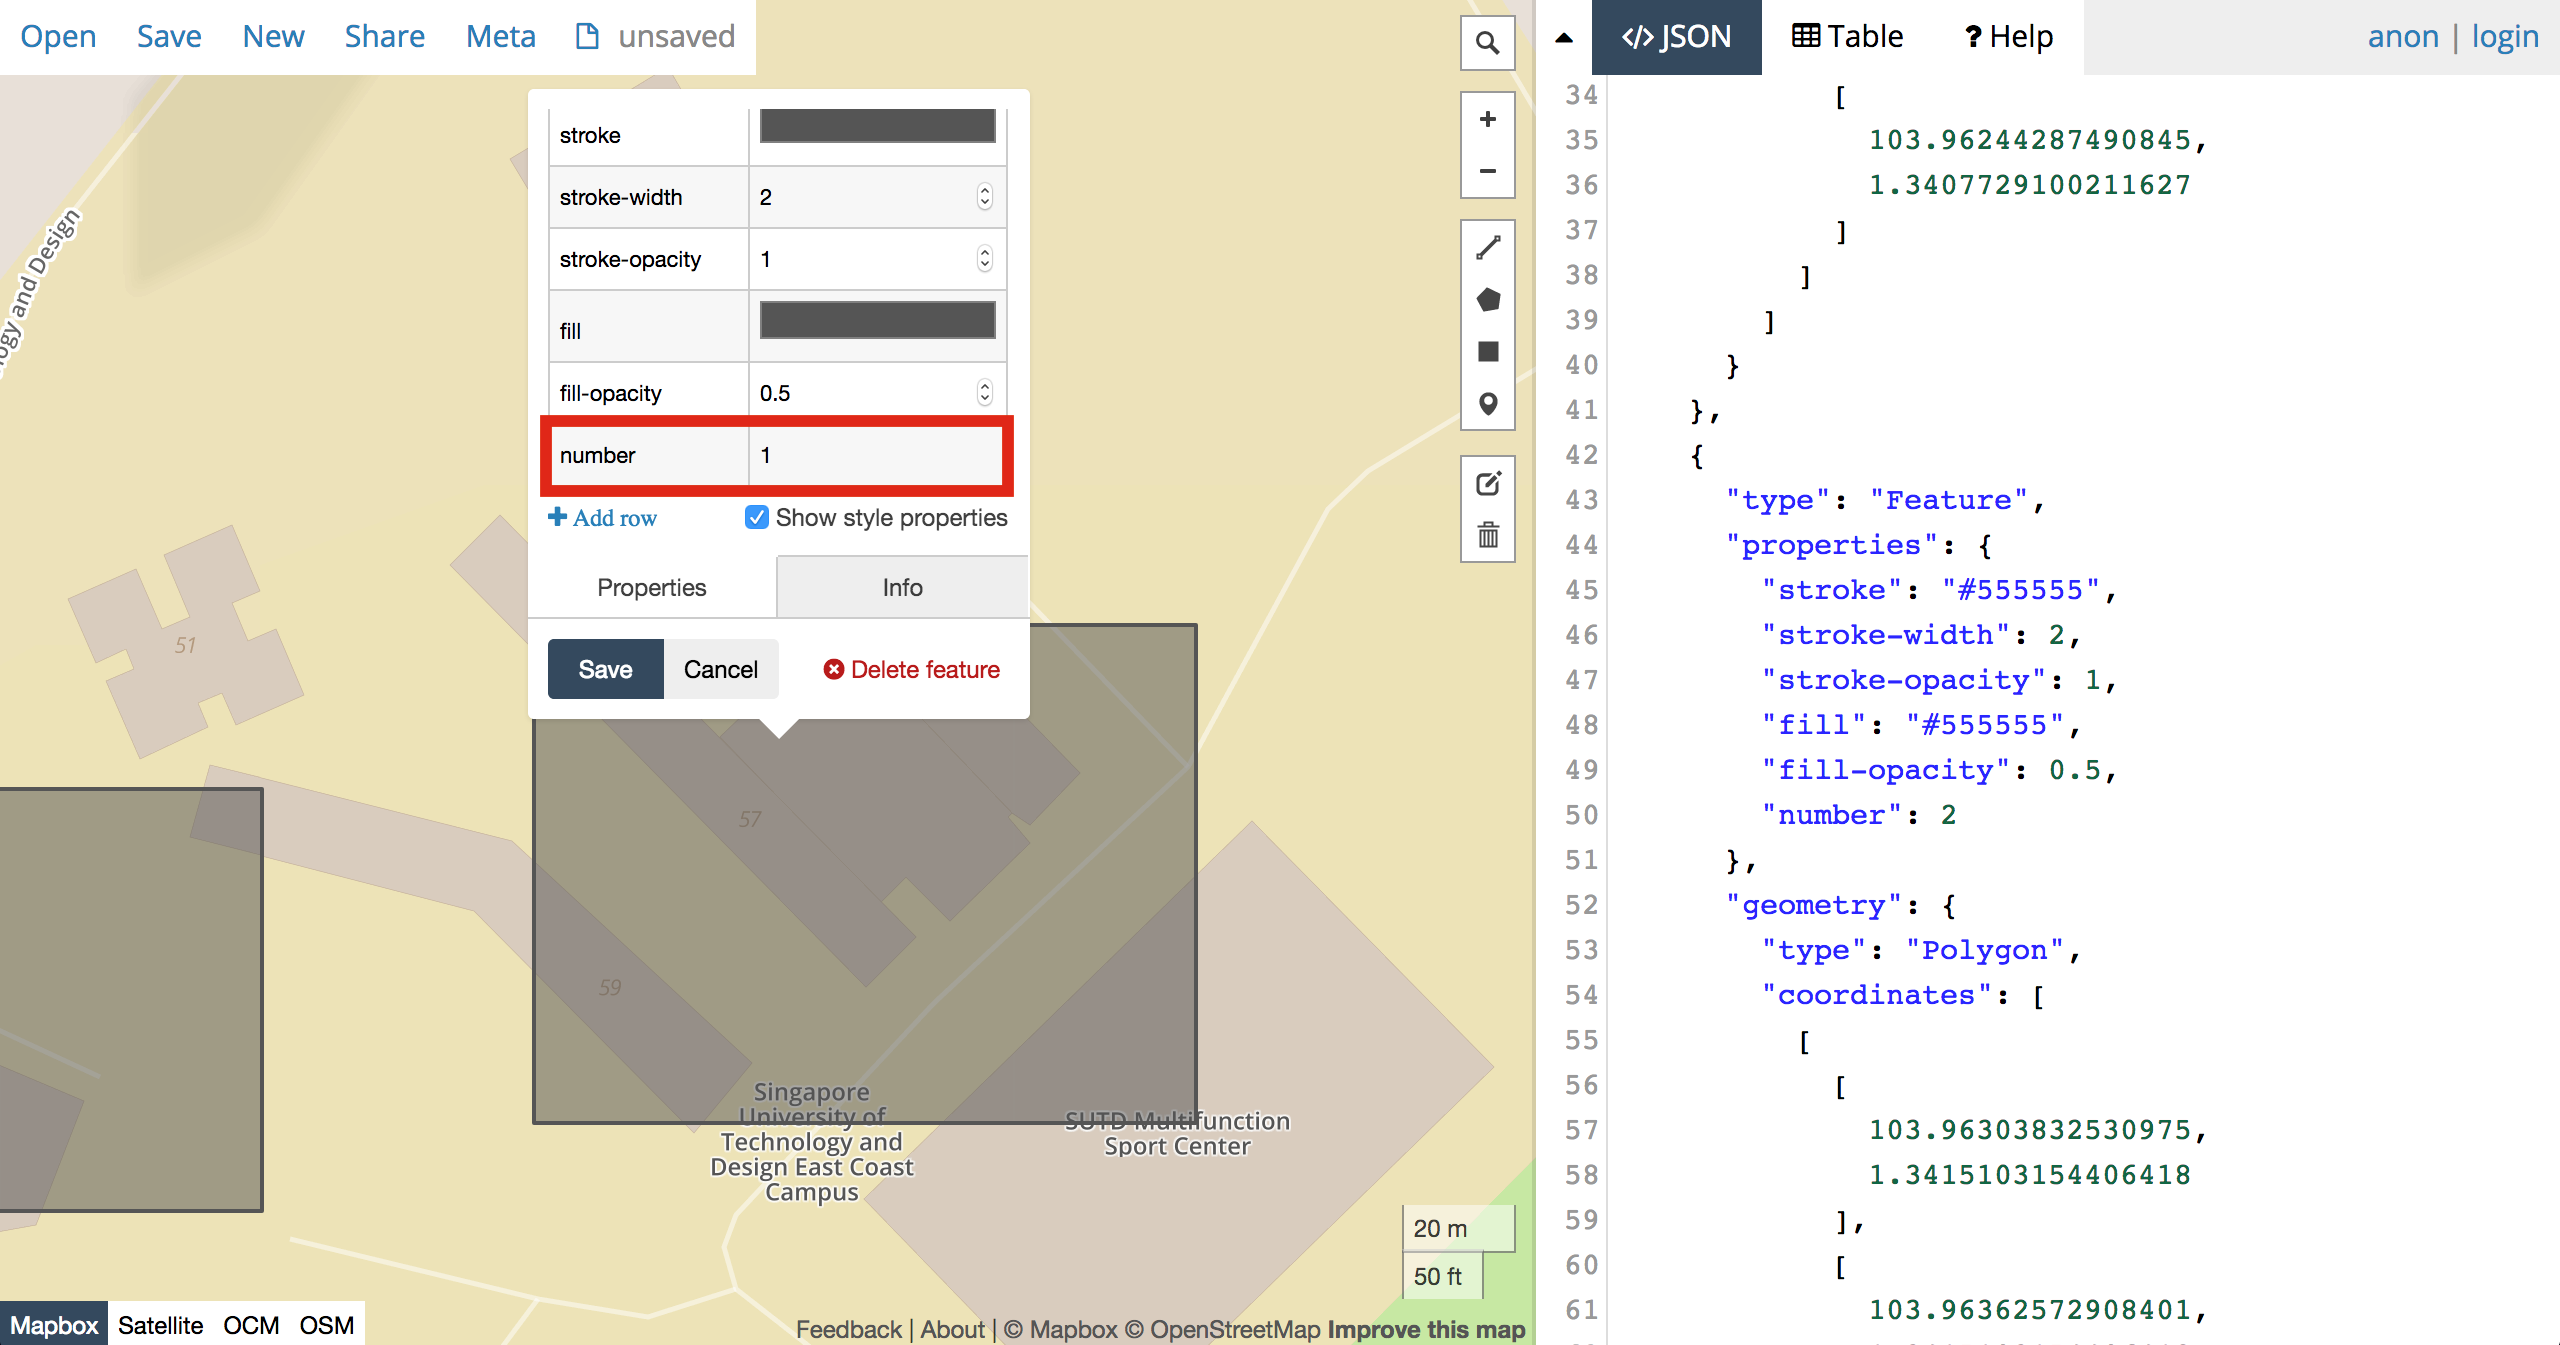 Open Save New Share Meta unsaved
ogy and Design
stroke
stroke-width 2
stroke-opacity 1
fill
fill-opacity 0.5
number 1
Add row Show style properties
Properties Info
Save Cancel Delete feature
51
57
59
Singapore
University of
Technology and
Design East Coast
Campus
SUTD Multifunction
Sport Center
20 m
50 ft
Mapbox Satellite OCM OSM
Feedback | About | © Mapbox © OpenStreetMap Improve this map
</> JSON Table ? Help anon | login
34 [
35 103.96244287490845,
36 1.3407729100211627
37 ]
38 ]
39 ]
40 }
41 },
42 {
43 "type": "Feature",
44 "properties": {
45 "stroke": "#555555",
46 "stroke-width": 2,
47 "stroke-opacity": 1,
48 "fill": "#555555",
49 "fill-opacity": 0.5,
50 "number": 2
51 },
52 "geometry": {
53 "type": "Polygon",
54 "coordinates": [
55 [
56 [
57 103.96303832530975,
58 1.3415103154406418
59 ],
60 [
61 103.96362572908401,